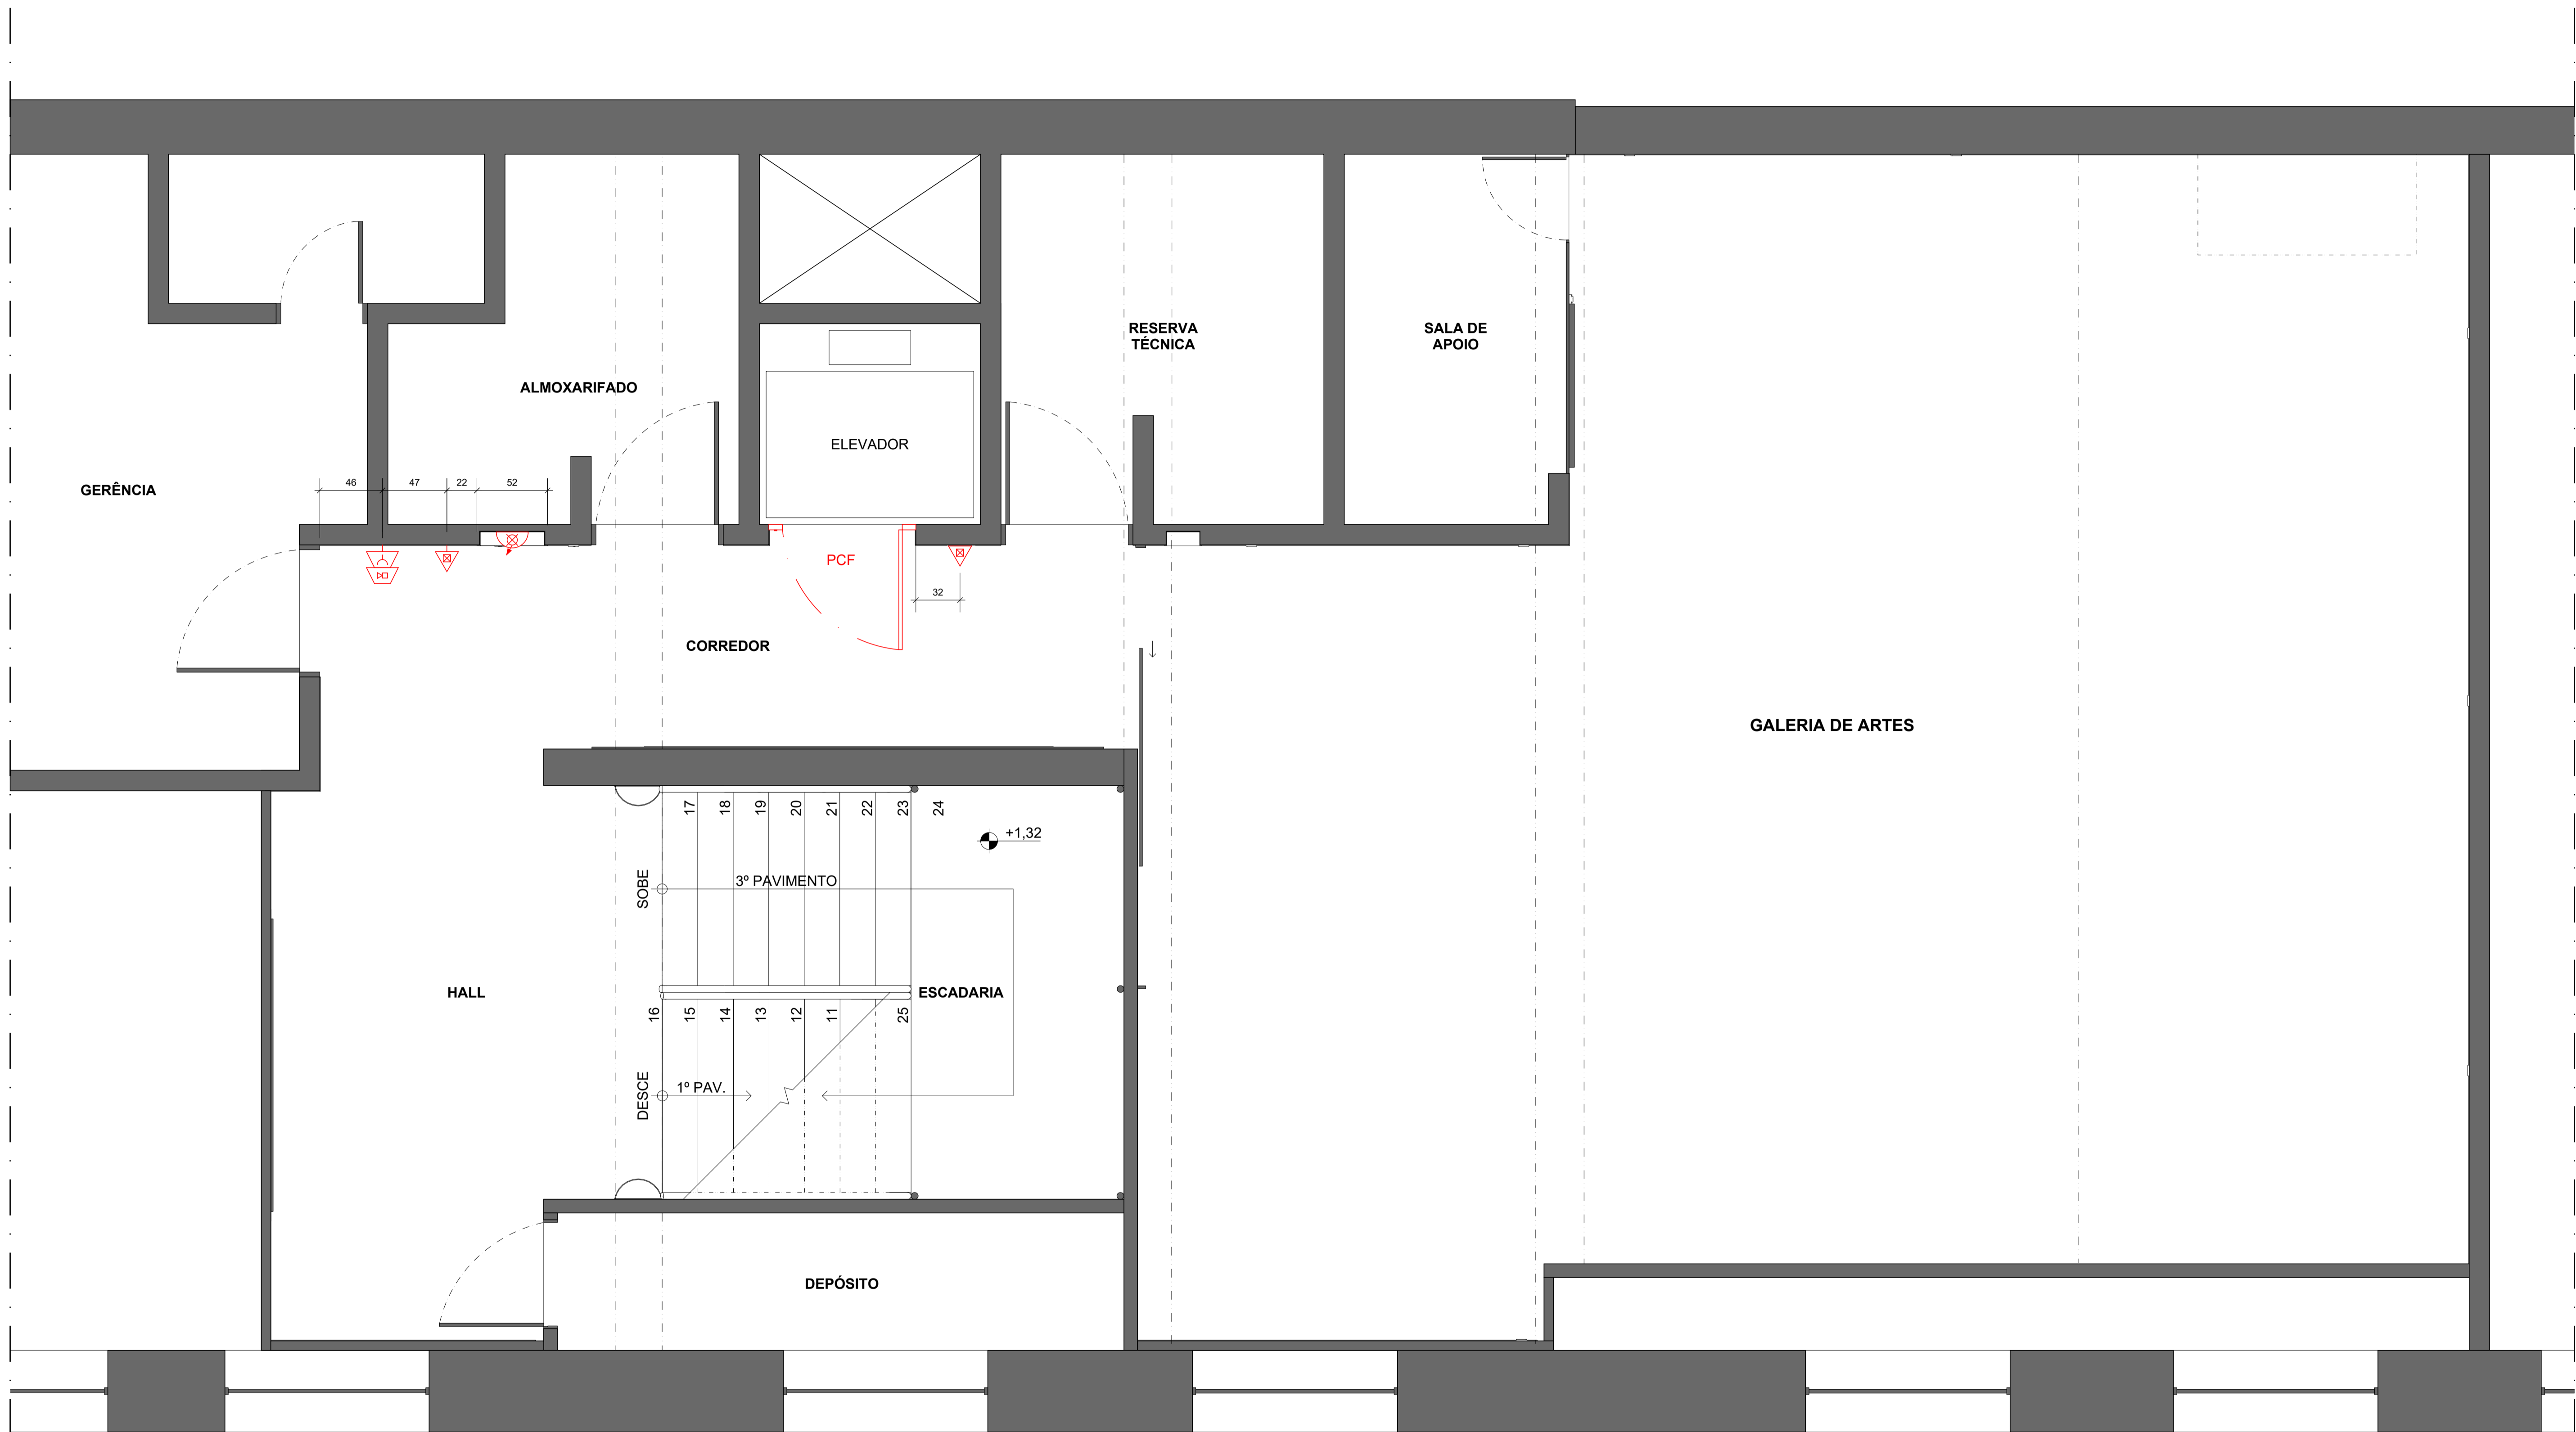 RESERVA
TÉCNICA
SALA DE
APOIO
ALMOXARIFADO
ELEVADOR
GERÊNCIA
46
47
22
52
PCF
32
CORREDOR
GALERIA DE ARTES
17
18
19
20
21
22
23
24
+1,32
SOBE
3º PAVIMENTO
HALL
ESCADARIA
16
15
14
13
12
11
25
DESCE
1º PAV.
DEPÓSITO